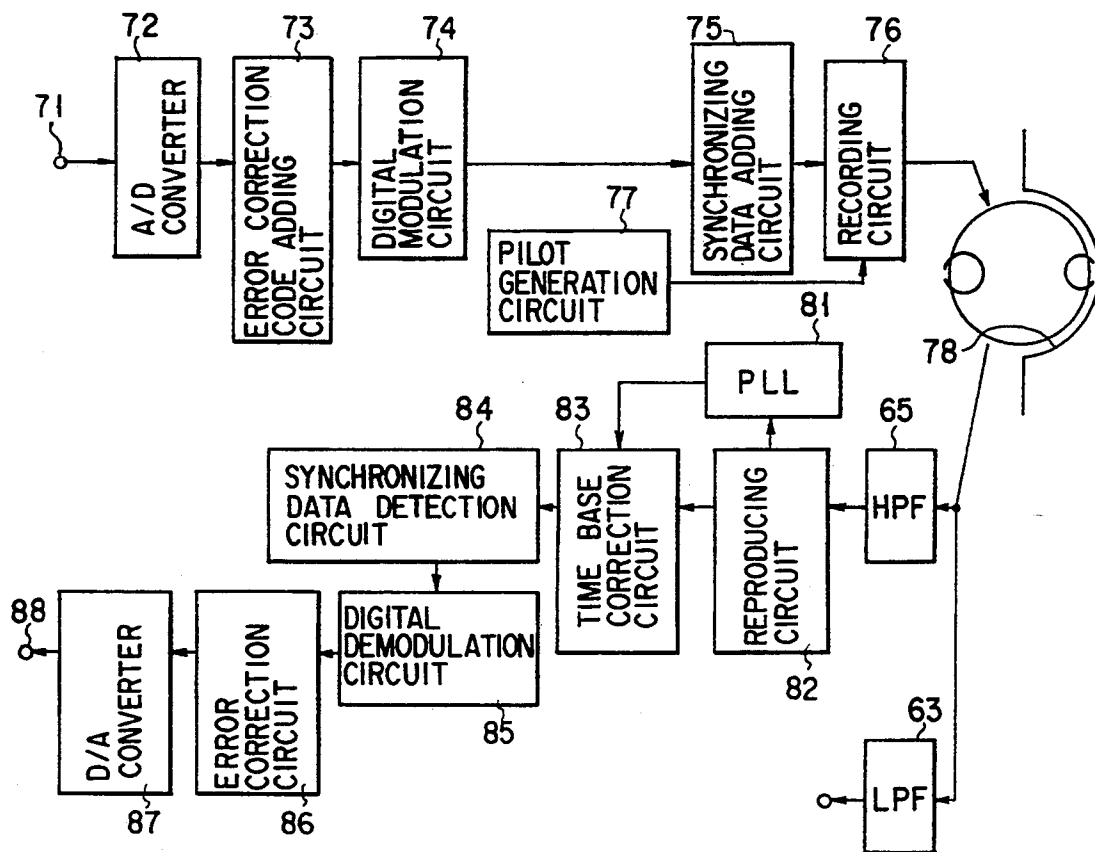 71
72
A/D
CONVERTER
73
ERROR CORRECTION
CODE ADDING
CIRCUIT
74
DIGITAL
MODULATION
CIRCUIT
75
SYNCHRONIZING
DATA ADDING
CIRCUIT
76
RECORDING
CIRCUIT
77
PILOT
GENERATION
CIRCUIT
78
81
PLL
65
HPF
82
REPRODUCING
CIRCUIT
83
TIME BASE
CORRECTION
CIRCUIT
84
SYNCHRONIZING
DATA DETECTION
CIRCUIT
85
DIGITAL
DEMODULATION
CIRCUIT
86
ERROR
CORRECTION
CIRCUIT
87
D/A
CONVERTER
88
63
LPF